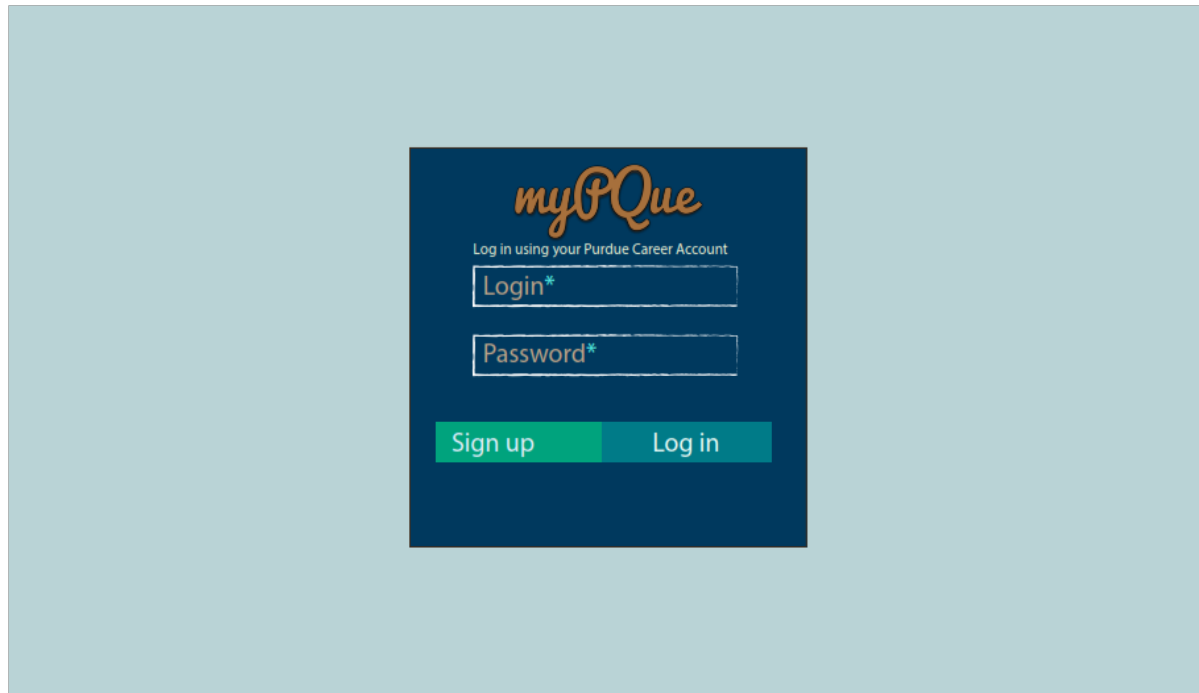 myPQue
Log in using your Purdue Career Account
Login*
Password*
Sign up
Log in